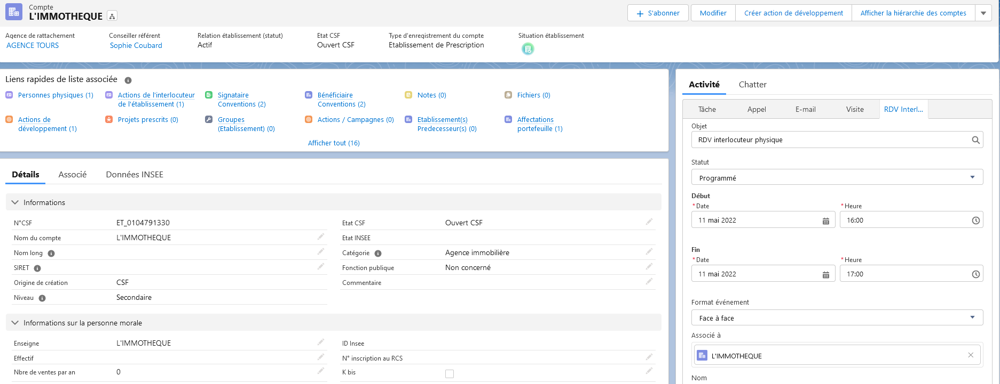 Compte
L'IMMOTHEQUE
S'abonner
Modifier
Créer action de développement
Afficher la hiérarchie des comptes
Agence de rattachement
AGENCE TOURS
Conseiller référent
Sophie Coubard
Relation établissement (statut)
Actif
Etat CSF
Ouvert CSF
Type d'enregistrement du compte
Etablissement de Prescription
Situation établissement
Liens rapides de liste associée
Personnes physiques (1)
Actions de l'interlocuteur
de l'établissement (1)
Signataire
Conventions (2)
Bénéficiaire
Conventions (2)
Notes (0)
Fichiers (0)
Actions de
développement (1)
Projets prescrits (0)
Groupes
(Etablissement) (0)
Actions / Campagnes (0)
Etablissement(s)
Predecesseur(s) (0)
Affectations
portefeuille (1)
Afficher tout (16)
Détails
Associé
Données INSEE
Informations
N°CSF
ET_0104791330
Etat CSF
Ouvert CSF
Nom du compte
L'IMMOTHEQUE
Etat INSEE
Nom long
Catégorie
Agence immobilière
SIRET
Fonction publique
Non concerné
Origine de création
CSF
Commentaire
Niveau
Secondaire
Informations sur la personne morale
Enseigne
L'IMMOTHEQUE
ID Insee
Effectif
N° inscription au RCS
Nbre de ventes par an
0
K bis
Activité
Chatter
Tâche
Appel
E-mail
Visite
RDV Interl...
Objet
RDV interlocuteur physique
Statut
Programmé
Début
*Date
*Heure
11 mai 2022
16:00
Fin
*Date
*Heure
11 mai 2022
17:00
Format événement
Face à face
Associé à
L'IMMOTHEQUE
Nom